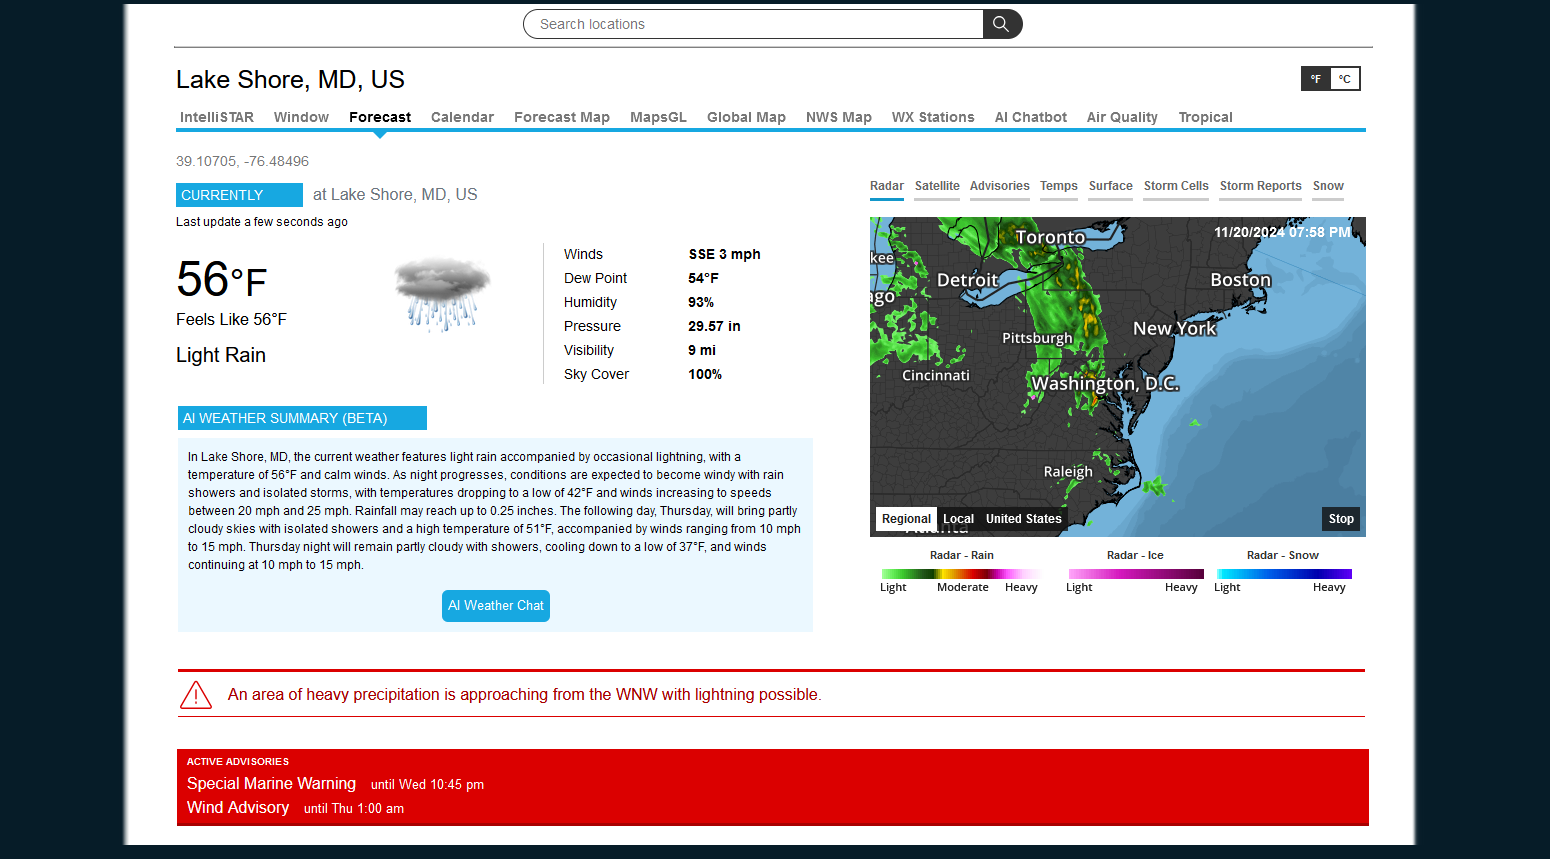 Search locations
Lake Shore, MD, US
°F °C
IntelliSTAR Window Forecast Calendar Forecast Map MapsGL Global Map NWS Map WX Stations AI Chatbot Air Quality Tropical
39.10705, -76.48496
CURRENTLY at Lake Shore, MD, US
Last update a few seconds ago
56°F
Feels Like 56°F
Light Rain
Winds SSE 3 mph
Dew Point 54°F
Humidity 93%
Pressure 29.57 in
Visibility 9 mi
Sky Cover 100%
AI WEATHER SUMMARY (BETA)
In Lake Shore, MD, the current weather features light rain accompanied by occasional lightning, with a
temperature of 56°F and calm winds. As night progresses, conditions are expected to become windy with rain
showers and isolated storms, with temperatures dropping to a low of 42°F and winds increasing to speeds
between 20 mph and 25 mph. Rainfall may reach up to 0.25 inches. The following day, Thursday, will bring partly
cloudy skies with isolated showers and a high temperature of 51°F, accompanied by winds ranging from 10 mph
to 15 mph. Thursday night will remain partly cloudy with showers, cooling down to a low of 37°F, and winds
continuing at 10 mph to 15 mph.
AI Weather Chat
Radar Satellite Advisories Temps Surface Storm Cells Storm Reports Snow
11/20/2024 07:58 PM
Toronto
kee
Detroit
Boston
ago
New York
Pittsburgh
Cincinnati
Washington, D.C.
Raleigh
Atlanta
Regional Local United States
Stop
Radar - Rain Radar - Ice Radar - Snow
Light Moderate Heavy Light Heavy Light Heavy
An area of heavy precipitation is approaching from the WNW with lightning possible.
ACTIVE ADVISORIES
Special Marine Warning until Wed 10:45 pm
Wind Advisory until Thu 1:00 am